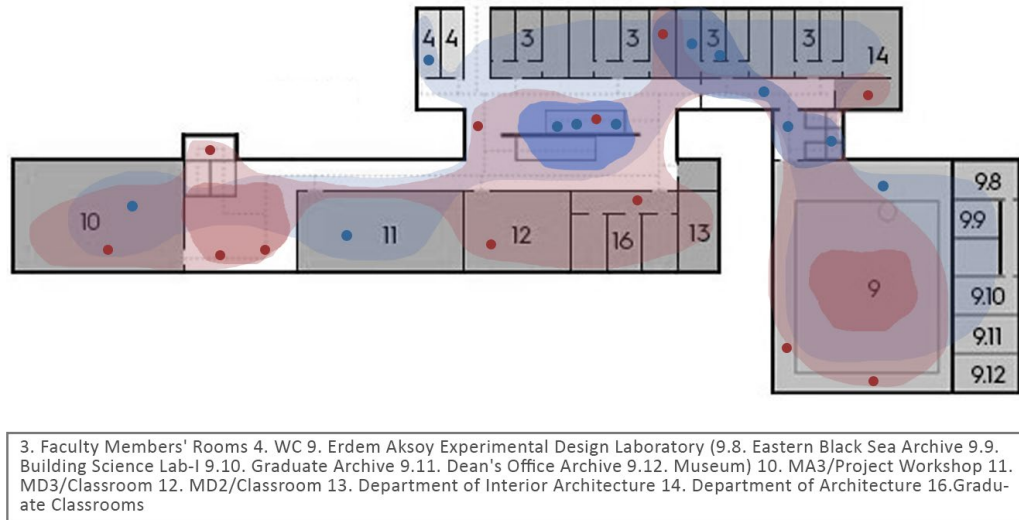 4 4 3 3 3 3 14
10 11 12 16 13
9.8
9.9
9
9.10
9.11
9.12
3. Faculty Members' Rooms 4. WC 9. Erdem Aksoy Experimental Design Laboratory (9.8. Eastern Black Sea Archive 9.9.
Building Science Lab-I 9.10. Graduate Archive 9.11. Dean's Office Archive 9.12. Museum) 10. MA3/Project Workshop 11.
MD3/Classroom 12. MD2/Classroom 13. Department of Interior Architecture 14. Department of Architecture 16.Gradu-
ate Classrooms